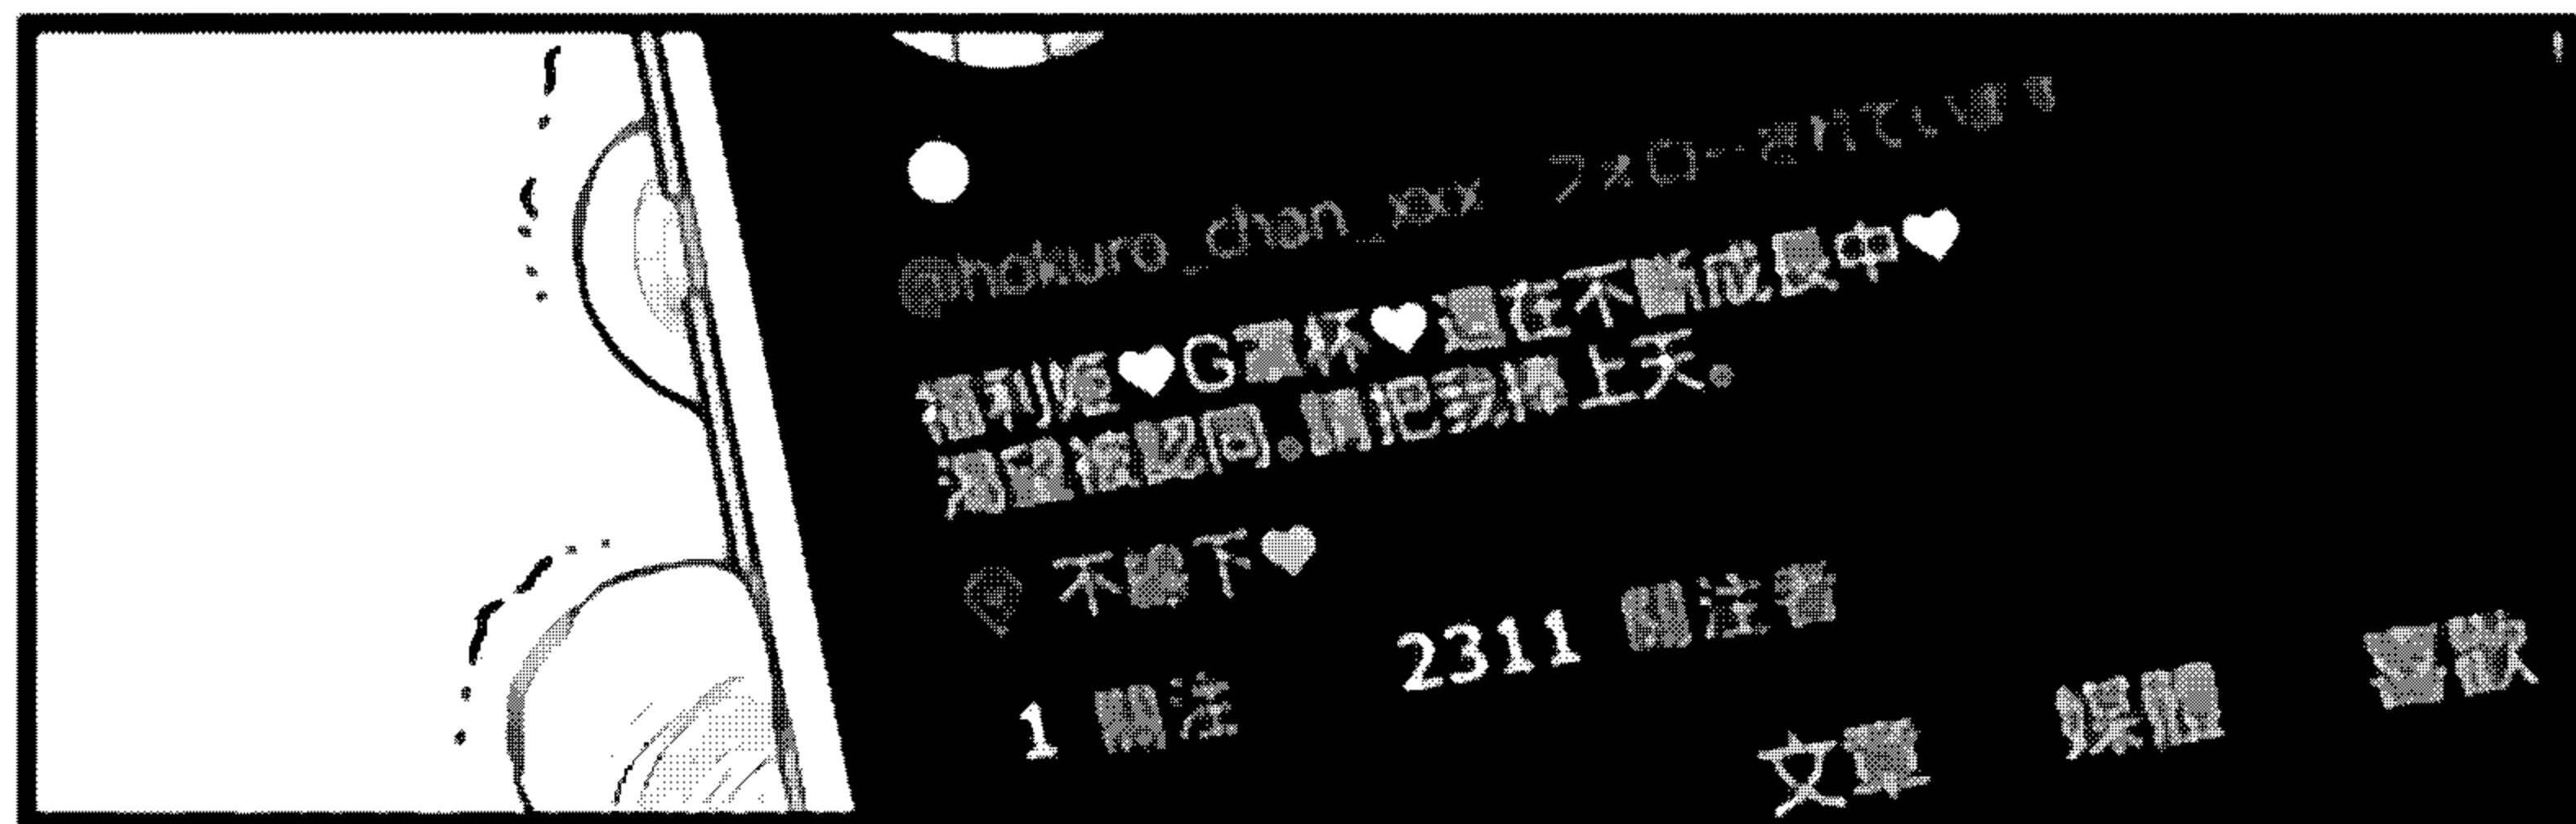 @hakuro_chan_xxx フォローされています
福利姬♥G罩杯♥還在不斷成長中♥
渴望被認同。請把我捧上天。
不線下♥
1 關注 2311 關注者
文章 媒體 喜歡